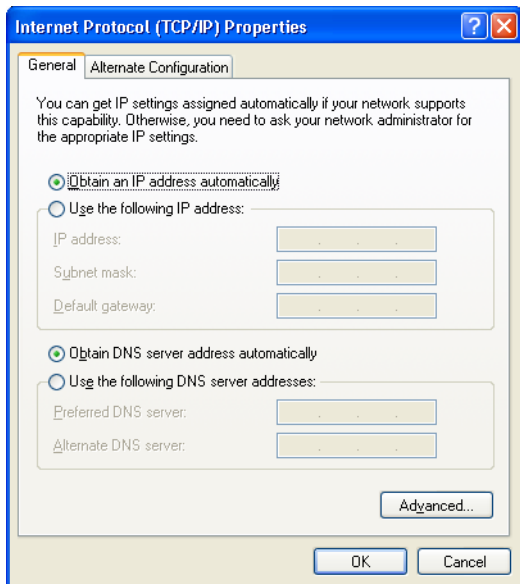 Internet Protocol (TCP/IP) Properties
General
Alternate Configuration
You can get IP settings assigned automatically if your network supports
this capability. Otherwise, you need to ask your network administrator for
the appropriate IP settings.
Obtain an IP address automatically
Use the following IP address:
IP address:
Subnet mask:
Default gateway:
Obtain DNS server address automatically
Use the following DNS server addresses:
Preferred DNS server:
Alternate DNS server:
Advanced...
OK
Cancel